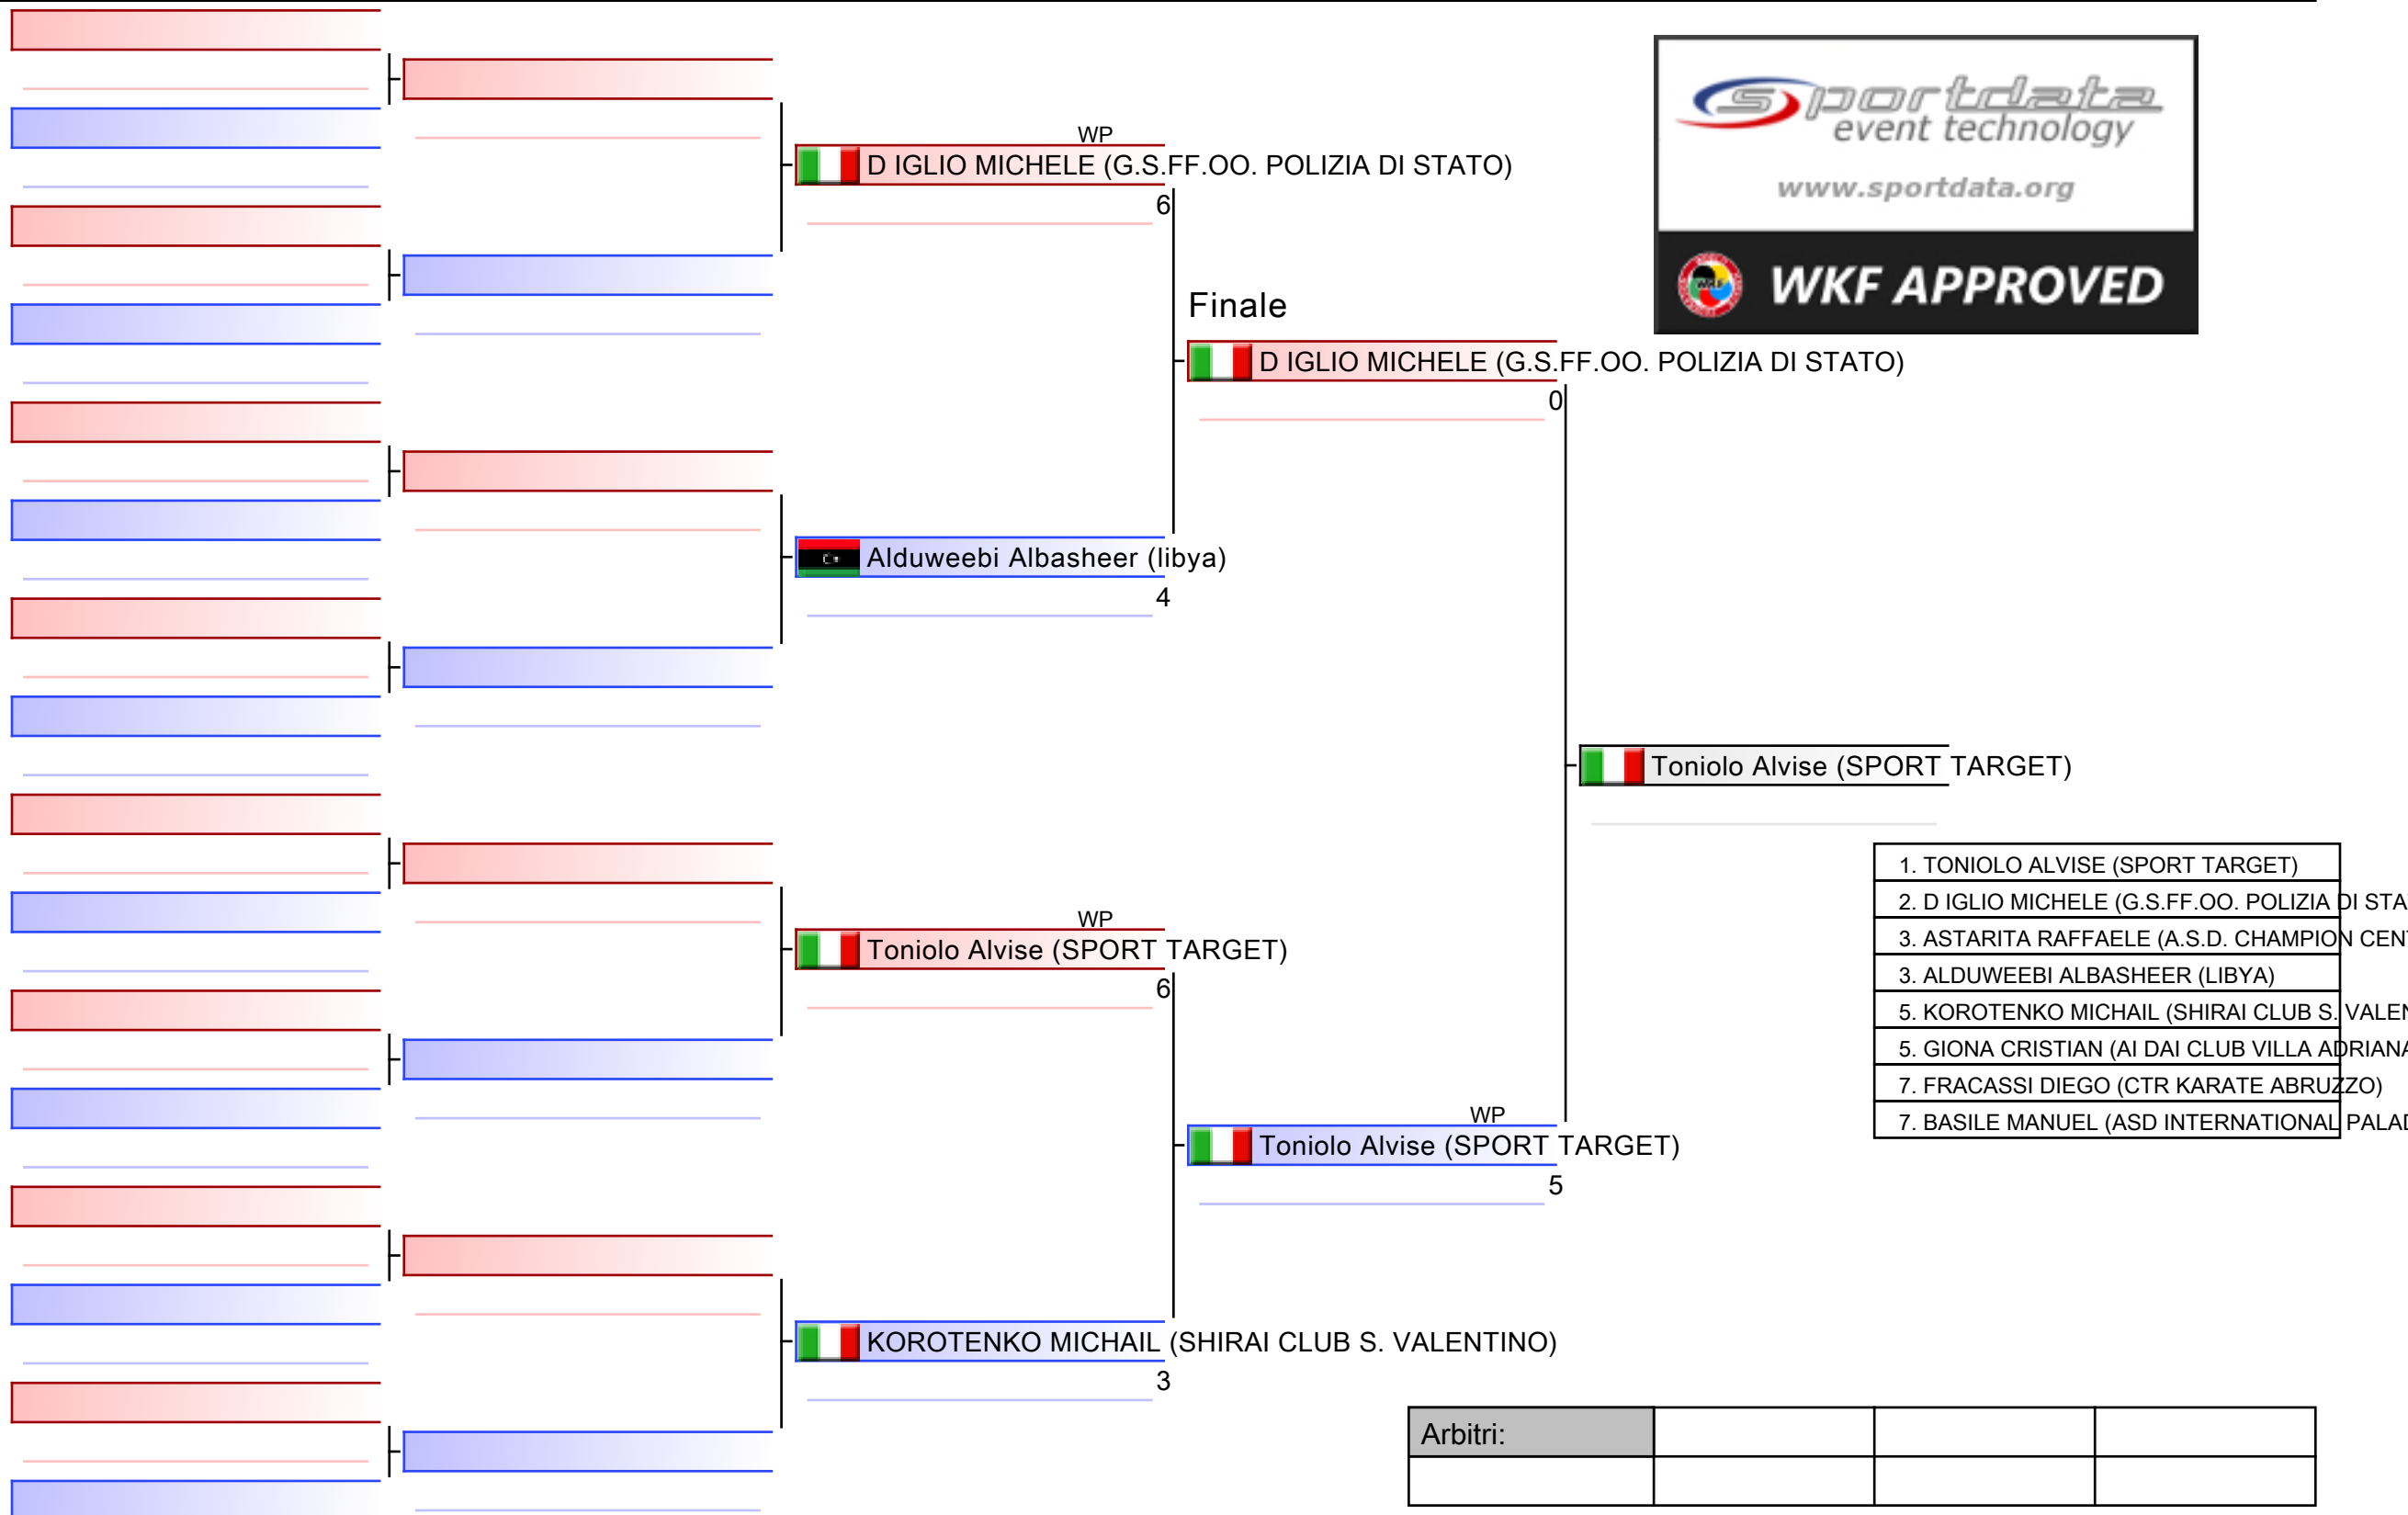 sportdata
event technology
www.sportdata.org
WKF APPROVED
WP
D IGLIO MICHELE (G.S.FF.OO. POLIZIA DI STATO)
6
Finale
D IGLIO MICHELE (G.S.FF.OO. POLIZIA DI STATO)
0
Alduweebi Albasheer (libya)
4
Toniolo Alvise (SPORT TARGET)
1. TONIOLO ALVISE (SPORT TARGET)
2. D IGLIO MICHELE (G.S.FF.OO. POLIZIA DI STA
3. ASTARITA RAFFAELE (A.S.D. CHAMPION CEN
3. ALDUWEEBI ALBASHEER (LIBYA)
5. KOROTENKO MICHAIL (SHIRAI CLUB S. VALEN
5. GIONA CRISTIAN (AI DAI CLUB VILLA ADRIANA
7. FRACASSI DIEGO (CTR KARATE ABRUZZO)
7. BASILE MANUEL (ASD INTERNATIONAL PALAD
WP
Toniolo Alvise (SPORT TARGET)
6
WP
Toniolo Alvise (SPORT TARGET)
5
KOROTENKO MICHAIL (SHIRAI CLUB S. VALENTINO)
3
Arbitri: